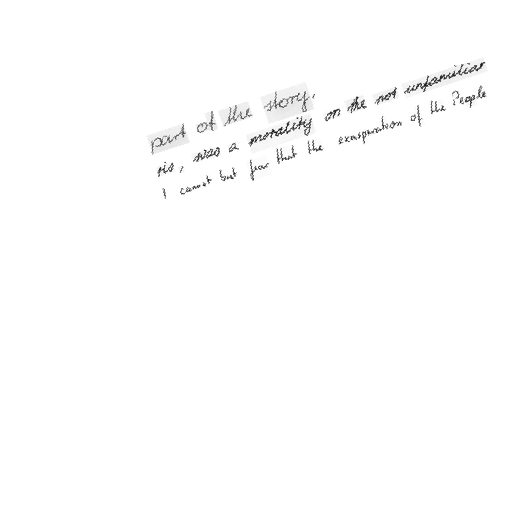 part of the story.
ris, was a morality on the not unfamiliar
I cannot but fear that the exasperation of the People